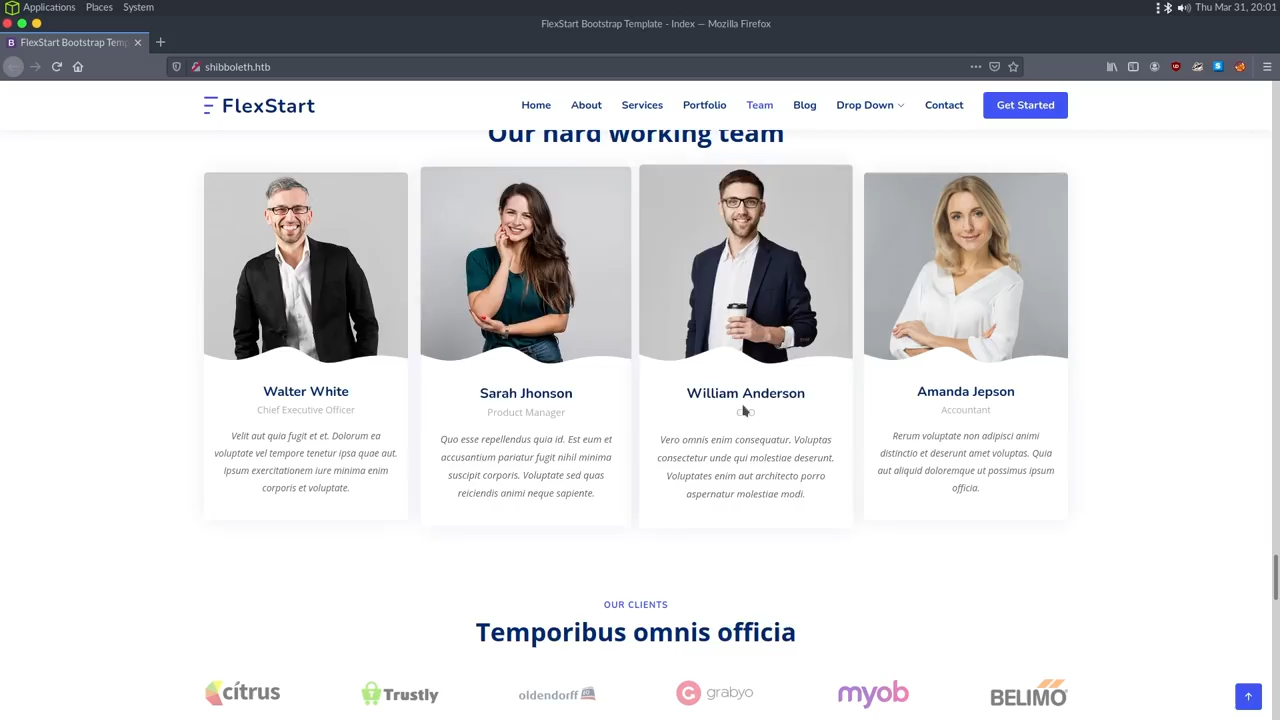 Applications Places System
Thu Mar 31, 20:01
FlexStart Bootstrap Template - Index — Mozilla Firefox
FlexStart Bootstrap Temp
shibboleth.htb
FlexStart
Home About Services Portfolio Team Blog Drop Down Contact Get Started
Our hard working team
Walter White
Chief Executive Officer
Velit aut quia fugit et et. Dolorum ea
voluptate vel tempore tenetur ipsa quae aut.
Ipsum exercitationem iure minima enim
corporis et voluptate.
Sarah Jhonson
Product Manager
Quo esse repellendus quia id. Est eum et
accusantium pariatur fugit nihil minima
suscipit corporis. Voluptate sed quas
reiciendis animi neque sapiente.
William Anderson
Vero omnis enim consequatur. Voluptas
consectetur unde qui molestiae deserunt.
Voluptates enim aut architecto porro
aspernatur molestiae modi.
Amanda Jepson
Accountant
Rerum voluptate non adipisci animi
distinctio et deserunt amet voluptas. Quia
aut aliquid doloremque ut possimus ipsum
officia.
OUR CLIENTS
Temporibus omnis officia
citrus Trustly oldendorff grabyo myob BELIMO